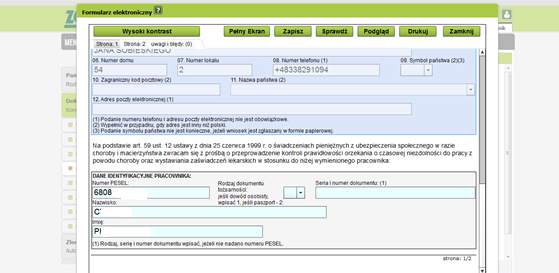 Formularz elektroniczny ?
Wysoki kontrast Pełny Ekran Zapisz Sprawdź Podgląd Drukuj Zamknij
Strona: 1 Strona: 2 uwagi i błędy: (0)
JANA SOBIESKIEGO
06. Numer domu 07. Numer lokalu 08. Numer telefonu (1) 09. Symbol państwa (2)(3)
54 2 +48338291094
10. Zagraniczny kod pocztowy (2) 11. Nazwa państwa (2)
12. Adres poczty elektronicznej (1)
(1) Podanie numeru telefonu i adresu poczty elektronicznej nie jest obowiązkowe.
(2) Wypełnić w przypadku, gdy adres jest inny niż polski.
(3) Podanie symbolu państwa nie jest konieczne, jeżeli wniosek jest zgłaszany w formie papierowej.
Na podstawie art. 59 ust. 12 ustawy z dnia 25 czerwca 1999 r. o świadczeniach pieniężnych z ubezpieczenia społecznego w razie
choroby i macierzyństwa zwracam się z prośbą o przeprowadzenie kontroli prawidłowości orzekania o czasowej niezdolności do pracy z
powodu choroby oraz wystawiania zaświadczeń lekarskich w stosunku do niżej wymienionego pracownika:
DANE IDENTYFIKACYJNE PRACOWNIKA:
Numer PESEL: Rodzaj dokumentu Seria i numer dokumentu: (1)
6808 tożsamości:
jeśli dowód osobisty,
wpisać 1, jeśli paszport - 2:
Nazwisko:
C
Imię:
PI
(1) Rodzaj, serię i numer dokumentu wpisać, jeżeli nie nadano numeru PESEL.
strona: 1/2